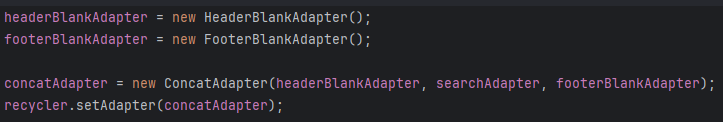 headerBlankAdapter = new HeaderBlankAdapter();
footerBlankAdapter = new FooterBlankAdapter();
concatAdapter = new ConcatAdapter(headerBlankAdapter, searchAdapter, footerBlankAdapter);
recycler.setAdapter(concatAdapter);